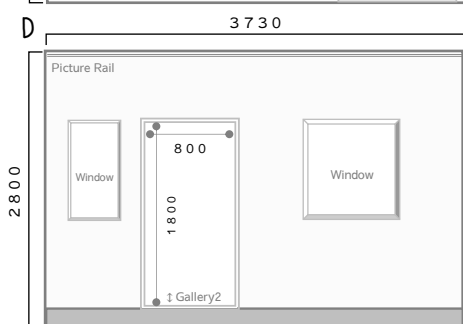 D
3730
Picture Rail
2800
Window
800
1800
Window
↕ Gallery2